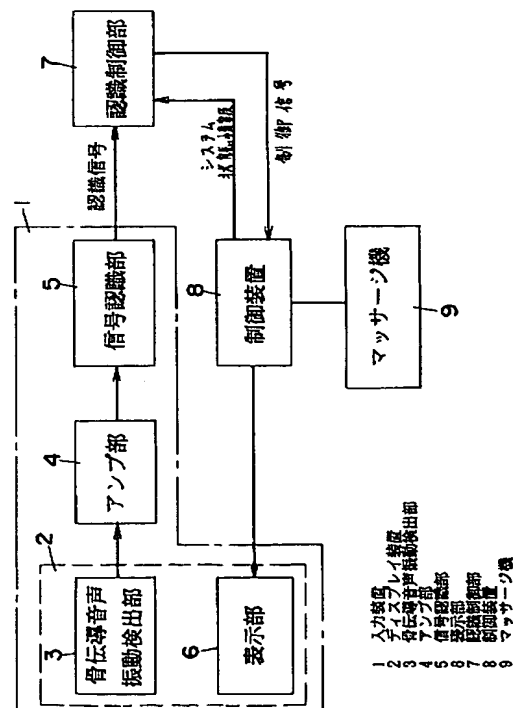 1
2
3
骨伝導音声
振動検出部
4
アンプ部
5
信号認識部
認識信号
7
認識制御部
6
表示部
8
制御装置
システム
状態情報
制御信号
9
マッサージ機
1 入力装置
2 ディスプレイ装置
3 骨伝導音声振動検出部
4 アンプ部
5 信号認識部
6 表示部
7 認識制御部
8 制御装置
9 マッサージ機